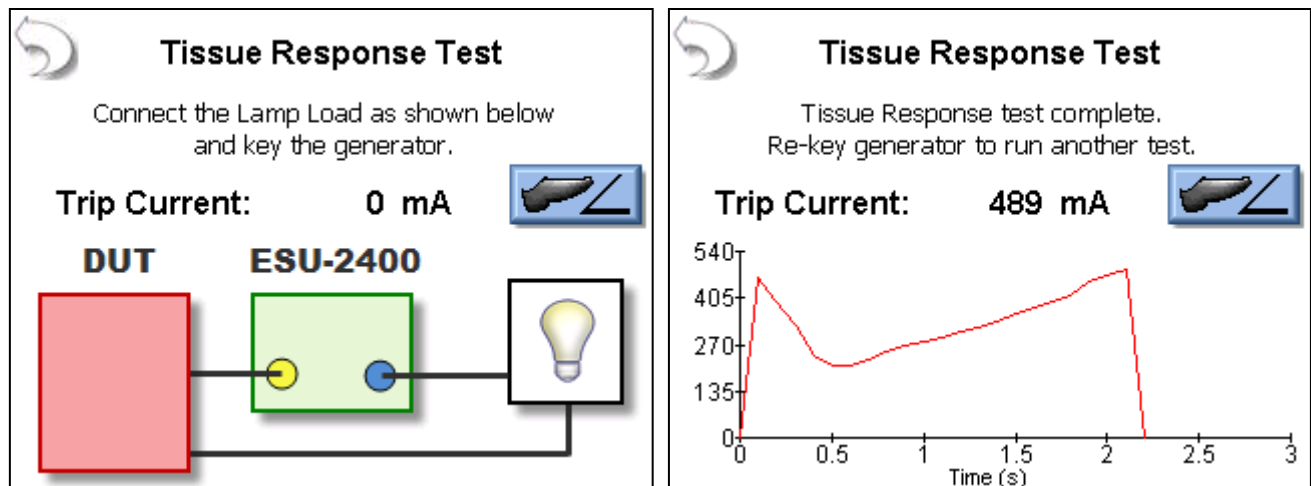 Tissue Response Test
Connect the Lamp Load as shown below
and key the generator.
Trip Current: 0 mA
DUT ESU-2400
Tissue Response Test
Tissue Response test complete.
Re-key generator to run another test.
Trip Current: 489 mA
540
405
270
135
0
0 0.5 1 1.5 2 2.5 3
Time (s)